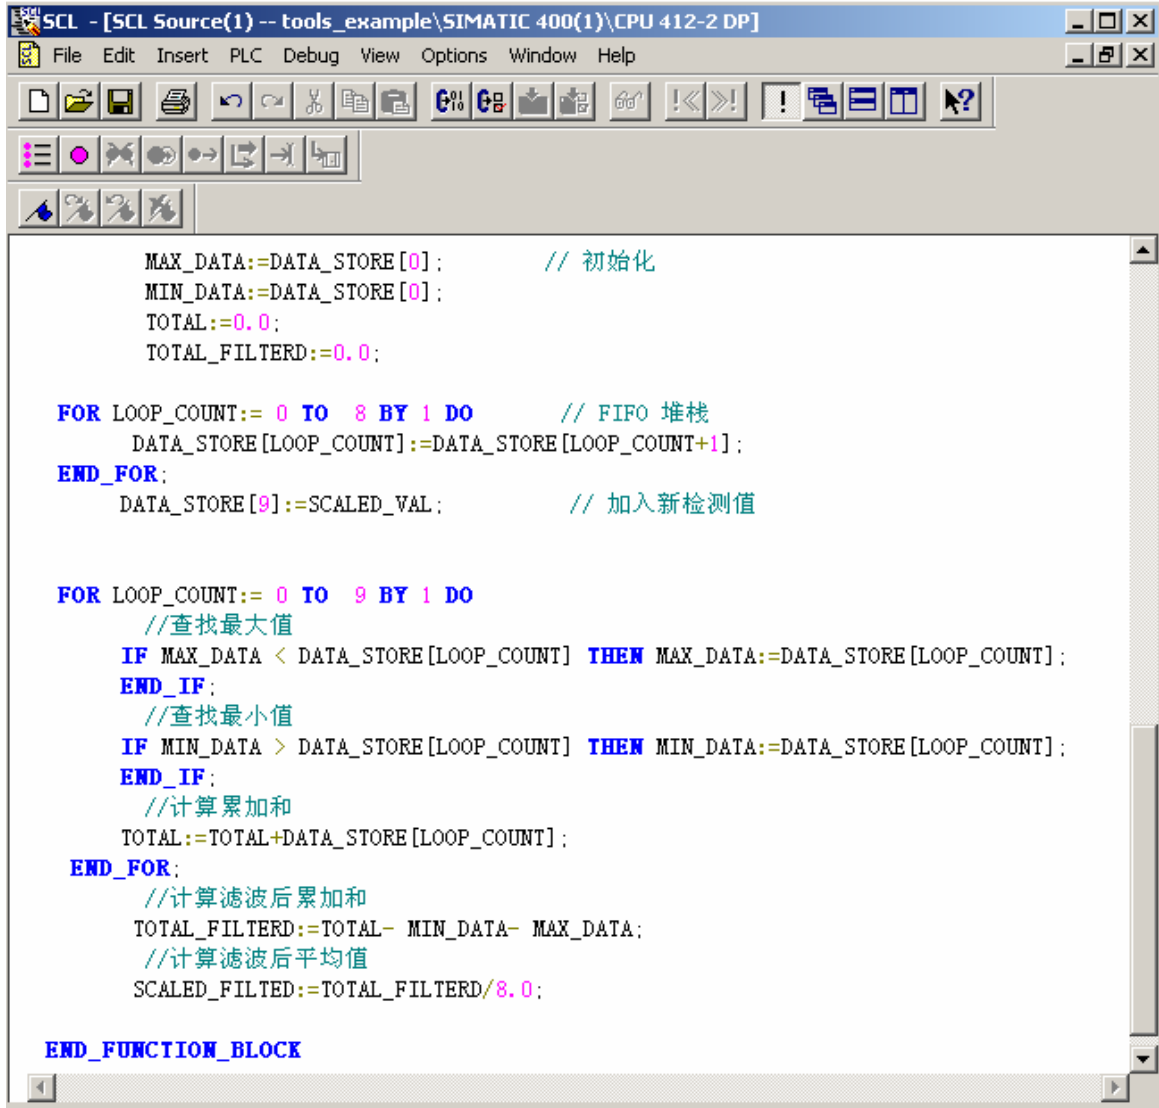 SCL - [SCL Source(1) -- tools_example\SIMATIC 400(1)\CPU 412-2 DP]
File Edit Insert PLC Debug View Options Window Help
MAX_DATA:=DATA_STORE[0]; // 初始化
MIN_DATA:=DATA_STORE[0];
TOTAL:=0.0;
TOTAL_FILTERD:=0.0;
FOR LOOP_COUNT:= 0 TO 8 BY 1 DO // FIFO 堆栈
DATA_STORE[LOOP_COUNT]:=DATA_STORE[LOOP_COUNT+1];
END_FOR;
DATA_STORE[9]:=SCALED_VAL; // 加入新检测值
FOR LOOP_COUNT:= 0 TO 9 BY 1 DO
//查找最大值
IF MAX_DATA < DATA_STORE[LOOP_COUNT] THEN MAX_DATA:=DATA_STORE[LOOP_COUNT];
END_IF;
//查找最小值
IF MIN_DATA > DATA_STORE[LOOP_COUNT] THEN MIN_DATA:=DATA_STORE[LOOP_COUNT];
END_IF;
//计算累加和
TOTAL:=TOTAL+DATA_STORE[LOOP_COUNT];
END_FOR;
//计算滤波后累加和
TOTAL_FILTERD:=TOTAL- MIN_DATA- MAX_DATA;
//计算滤波后平均值
SCALED_FILTED:=TOTAL_FILTERD/8.0;
END_FUNCTION_BLOCK